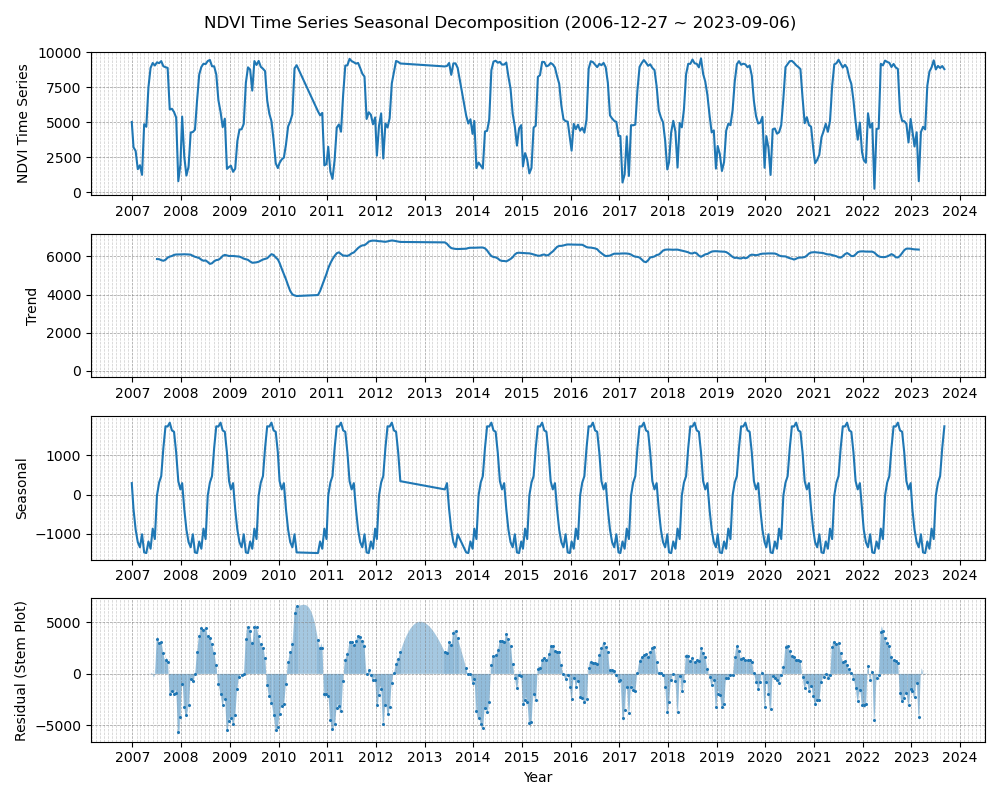 NDVI Time Series Seasonal Decomposition (2006-12-27 ~ 2023-09-06)
NDVI Time Series
10000
7500
5000
2500
0
2007 2008 2009 2010 2011 2012 2013 2014 2015 2016 2017 2018 2019 2020 2021 2022 2023 2024
Trend
6000
4000
2000
0
2007 2008 2009 2010 2011 2012 2013 2014 2015 2016 2017 2018 2019 2020 2021 2022 2023 2024
Seasonal
1000
0
−1000
2007 2008 2009 2010 2011 2012 2013 2014 2015 2016 2017 2018 2019 2020 2021 2022 2023 2024
Residual (Stem Plot)
5000
0
−5000
2007 2008 2009 2010 2011 2012 2013 2014 2015 2016 2017 2018 2019 2020 2021 2022 2023 2024
Year